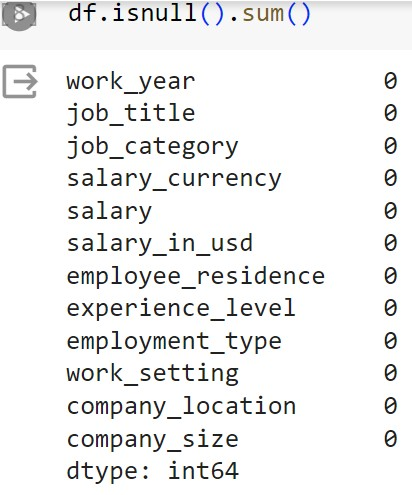 df.isnull().sum()
work_year 0
job_title 0
job_category 0
salary_currency 0
salary 0
salary_in_usd 0
employee_residence 0
experience_level 0
employment_type 0
work_setting 0
company_location 0
company_size 0
dtype: int64